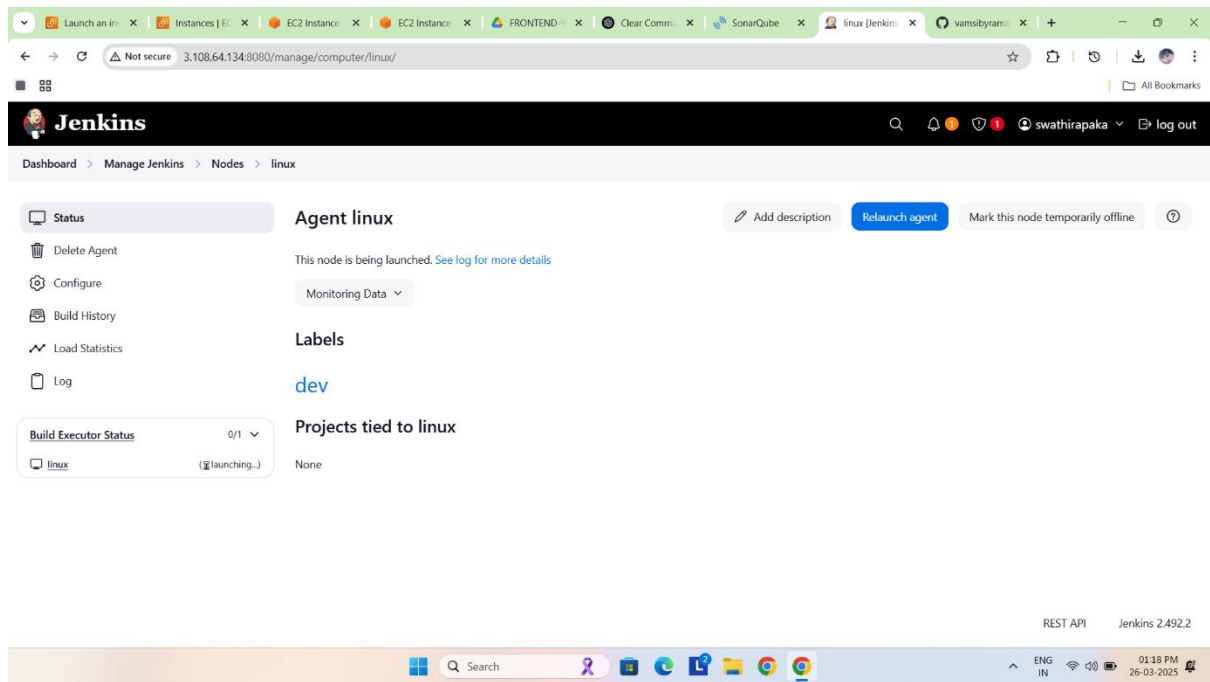 Launch an in
Instances | EC
EC2 Instance
EC2 Instance
FRONTEND-
Clear Comm
SonarQube
linux [Jenkins
vamsibyrama
Not secure 3.108.64.134:8080/manage/computer/linux/
All Bookmarks
Jenkins
1
1
swathirapaka
log out
Dashboard > Manage Jenkins > Nodes > linux
Status
Delete Agent
Configure
Build History
Load Statistics
Log
Build Executor Status 0/1
linux (launching...)
Agent linux
Add description
Relaunch agent
Mark this node temporarily offline
This node is being launched. See log for more details
Monitoring Data
Labels
dev
Projects tied to linux
None
REST API Jenkins 2.492.2
Search
2
ENG
IN
01:18 PM
26-03-2025